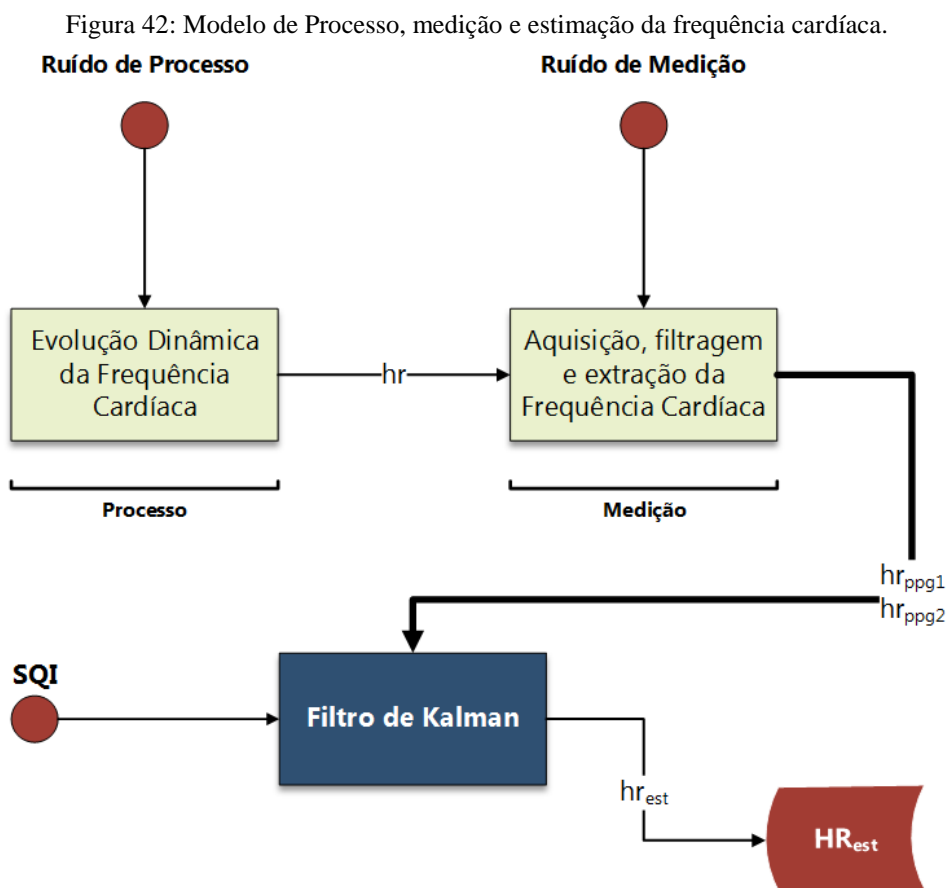 Figura 42: Modelo de Processo, medição e estimação da frequência cardíaca.
Ruído de Processo
Ruído de Medição
Evolução Dinâmica
da Frequência
Cardíaca
hr
Aquisição, filtragem
e extração da
Frequência Cardíaca
Processo
Medição
hrppg1
hrppg2
SQI
Filtro de Kalman
hrest
HRest